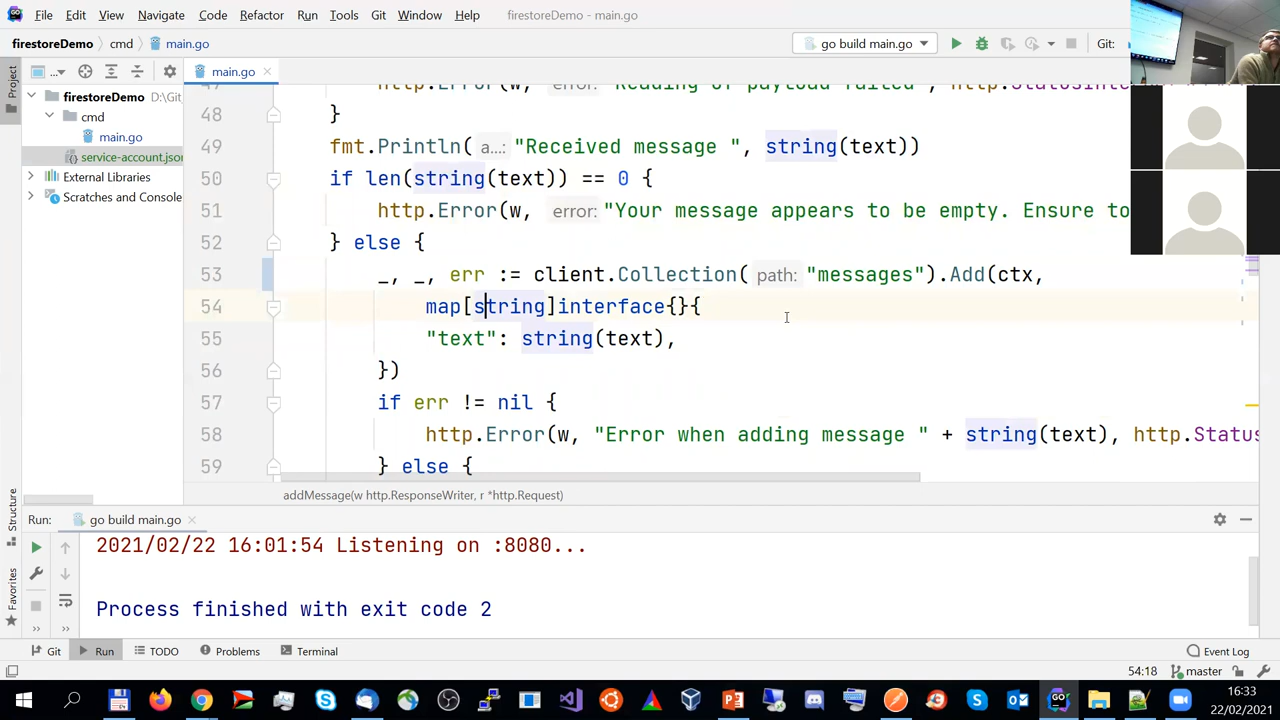 File Edit View Navigate Code Refactor Run Tools Git Window Help firestoreDemo - main.go
firestoreDemo cmd main.go go build main.go Git:
... main.go
Project
firestoreDemo D:\Git
cmd
main.go
service-account.json
External Libraries
Scratches and Console
48 }
49 fmt.Println( a...: "Received message ", string(text))
50 if len(string(text)) == 0 {
51 http.Error(w, error: "Your message appears to be empty. Ensure to
52 } else {
53 _, _, err := client.Collection( path: "messages").Add(ctx,
54 map[string]interface{}{
55 "text": string(text),
56 })
57 if err != nil {
58 http.Error(w, "Error when adding message " + string(text), http.Status
59 } else {
addMessage(w http.ResponseWriter, r *http.Request)
Structure
Favorites
Run: go build main.go
2021/02/22 16:01:54 Listening on :8080...
Process finished with exit code 2
Git Run TODO Problems Terminal Event Log
54:18 master
16:33
22/02/2021